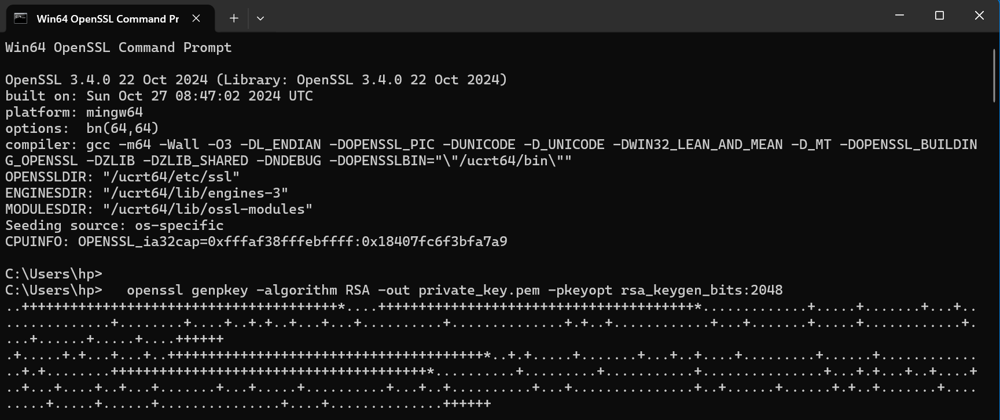 Win64 OpenSSL Command Pr
Win64 OpenSSL Command Prompt
OpenSSL 3.4.0 22 Oct 2024 (Library: OpenSSL 3.4.0 22 Oct 2024)
built on: Sun Oct 27 08:47:02 2024 UTC
platform: mingw64
options:  bn(64,64)
compiler: gcc -m64 -Wall -O3 -DL_ENDIAN -DOPENSSL_PIC -DUNICODE -D_UNICODE -DWIN32_LEAN_AND_MEAN -D_MT -DOPENSSL_BUILDIN
G_OPENSSL -DZLIB -DZLIB_SHARED -DNDEBUG -DOPENSSLBIN="\"/ucrt64/bin\""
OPENSSLDIR: "/ucrt64/etc/ssl"
ENGINESDIR: "/ucrt64/lib/engines-3"
MODULESDIR: "/ucrt64/lib/ossl-modules"
Seeding source: os-specific
CPUINFO: OPENSSL_ia32cap=0xfffaf38fffebffff:0x18407fc6f3bfa7a9
C:\Users\hp>
C:\Users\hp>   openssl genpkey -algorithm RSA -out private_key.pem -pkeyopt rsa_keygen_bits:2048
..+++++++++++++++++++++++++++++++++++++++*....+++++++++++++++++++++++++++++++++++++++*.............+.....+.......+...+..
.............+........+....+..+.+..+...+...+..........+..............+.+..+............+...+.......+.....+............+.
...+......+.....+....++++++
.+.....+.+...+...+..+++++++++++++++++++++++++++++++++++++++*..+.+.....+.......+...+..+....+.........+......+............
..+.+........+++++++++++++++++++++++++++++++++++++++*..........+.........+...........+...............+...+.+...+..+....+
..+...+....+..+...+.......+....+.....+..........+...+..+..........+...+...............+..+......+......+.+..+.......+....
.....+.....+......+...............+....+..............++++++